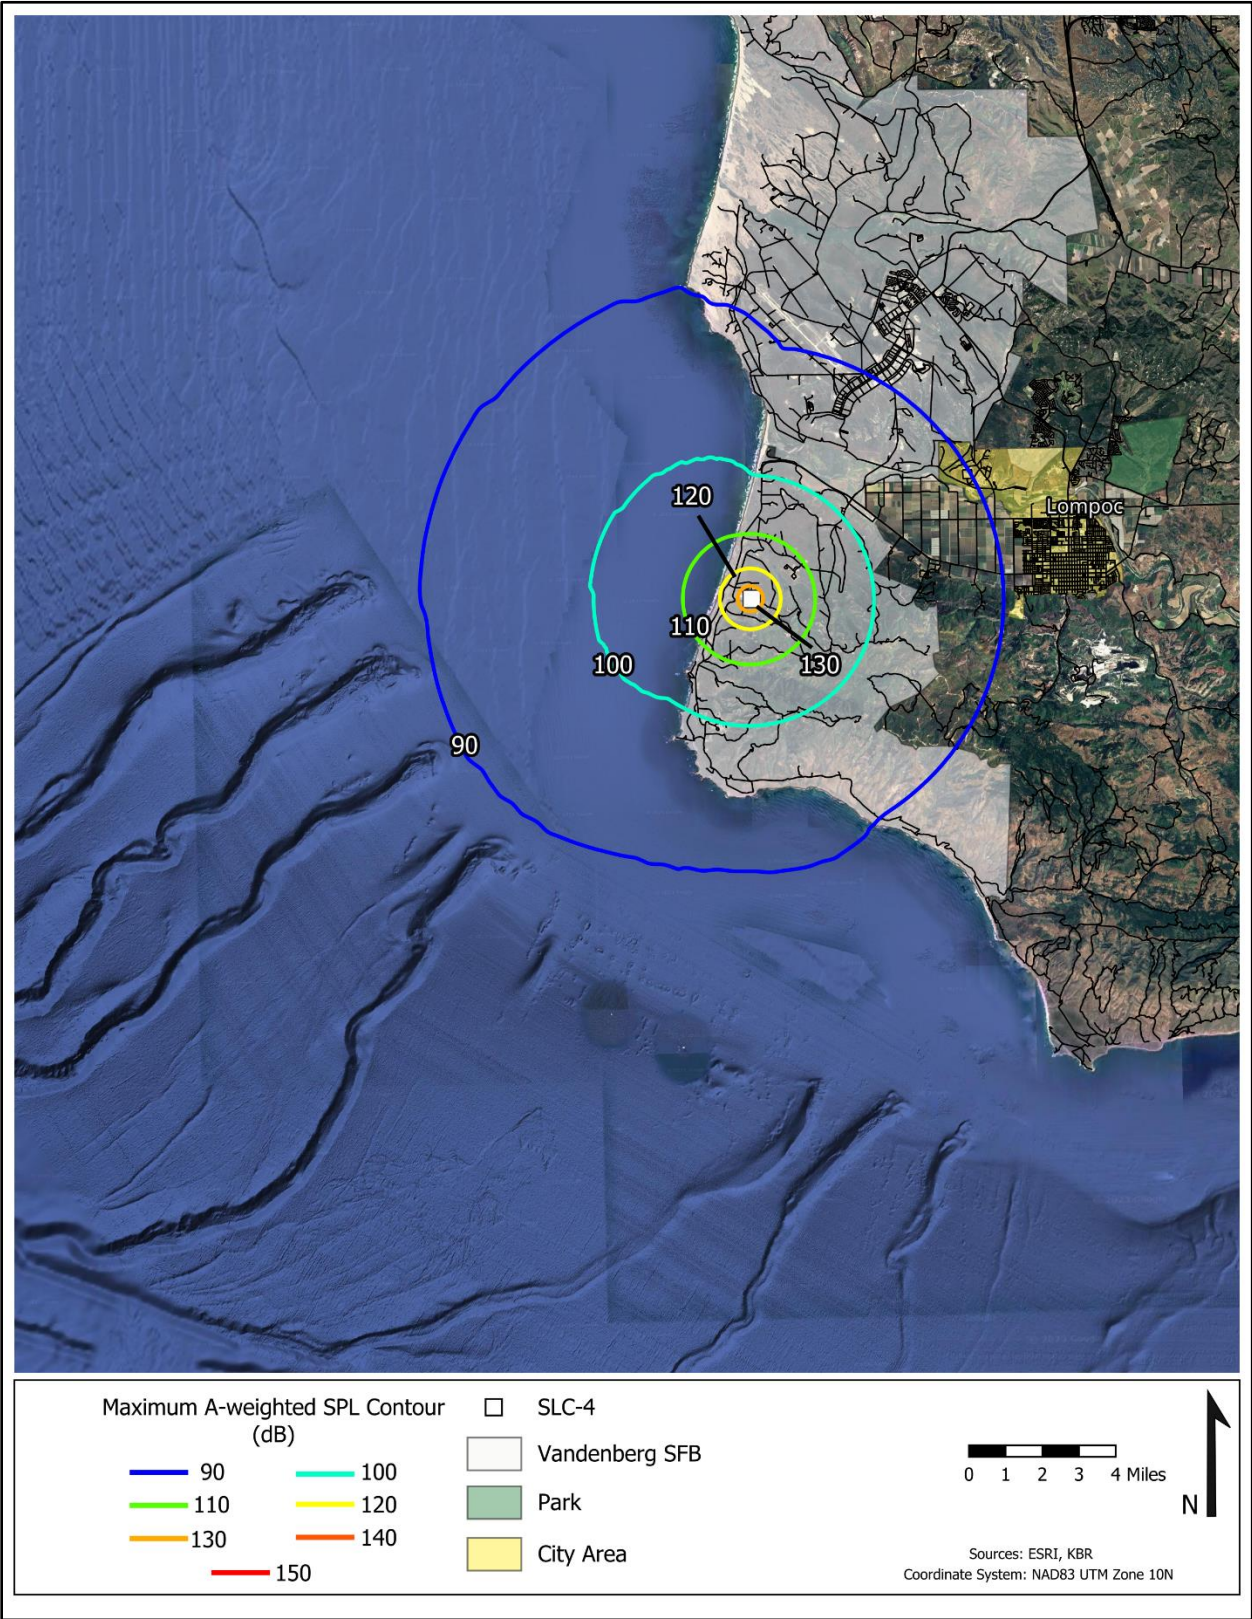 Lompoc
120
110
100
130
90
Maximum A-weighted SPL Contour
(dB)
90
100
110
120
130
140
150
SLC-4
Vandenberg SFB
Park
City Area
0 1 2 3 4 Miles
N
Sources: ESRI, KBR
Coordinate System: NAD83 UTM Zone 10N